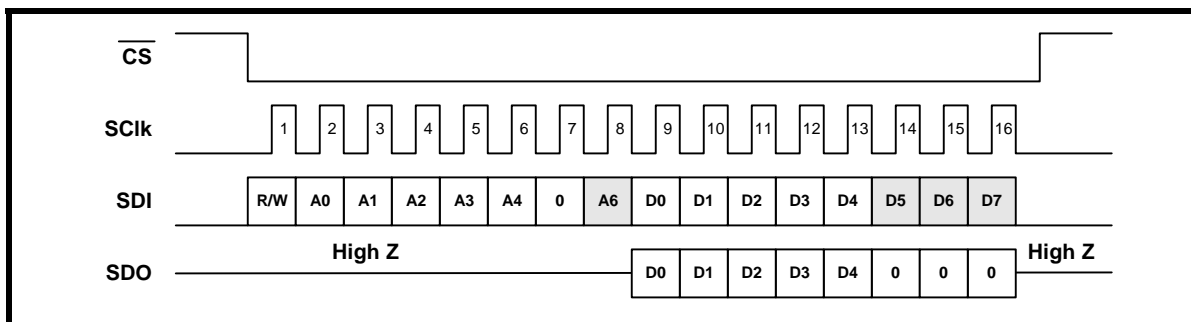 CS
SClk 1 2 3 4 5 6 7 8 9 10 11 12 13 14 15 16
SDI R/W A0 A1 A2 A3 A4 0 A6 D0 D1 D2 D3 D4 D5 D6 D7
High Z High Z
SDO D0 D1 D2 D3 D4 0 0 0